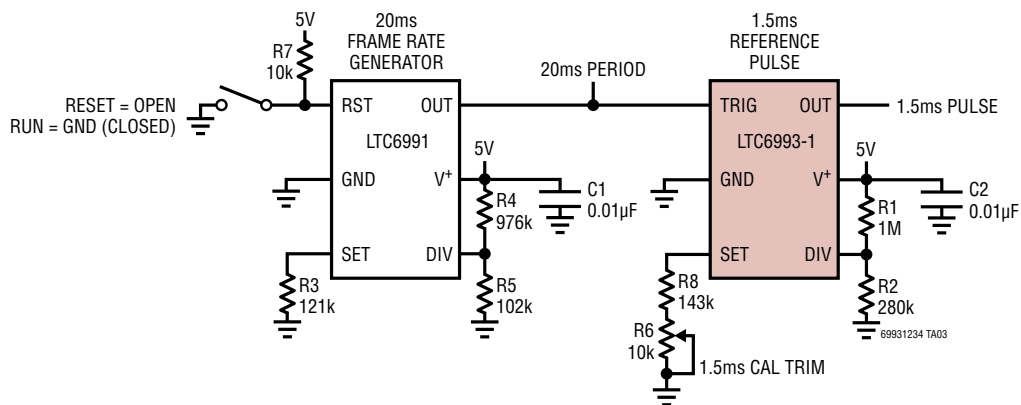 5V
R7
10k
RESET = OPEN
RUN = GND (CLOSED)
20ms
FRAME RATE
GENERATOR
RST
OUT
LTC6991
GND
V+
SET
DIV
R3
121k
5V
R4
976k
R5
102k
C1
0.01µF
20ms PERIOD
1.5ms
REFERENCE
PULSE
TRIG
OUT
LTC6993-1
GND
V+
SET
DIV
1.5ms PULSE
5V
C2
0.01µF
R1
1M
R2
280k
R8
143k
R6
10k
1.5ms CAL TRIM
69931234 TA03